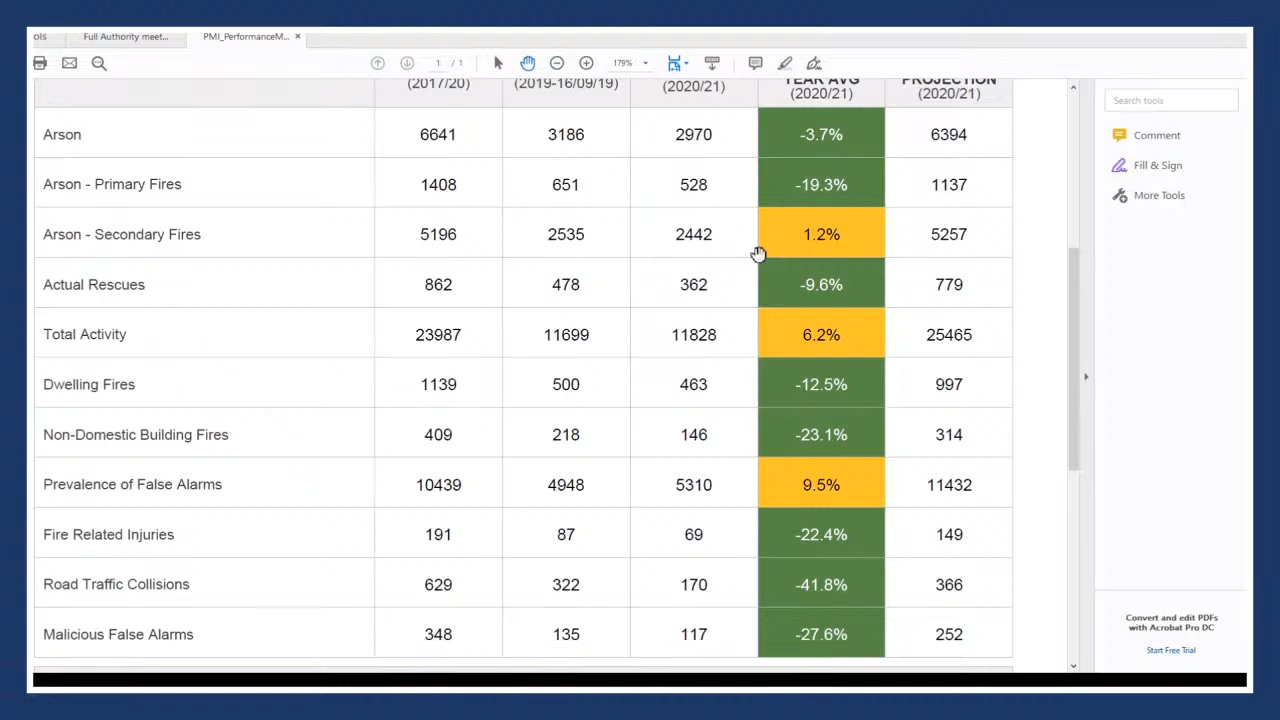 ols Full Authority meet... PMI_PerformanceM... ×
1 / 1 179%
Search tools
Comment
Fill & Sign
More Tools
YEAR AVG PROJECTION
(2017/20) (2019-16/09/19) (2020/21) (2020/21) (2020/21)
Arson 6641 3186 2970 -3.7% 6394
Arson - Primary Fires 1408 651 528 -19.3% 1137
Arson - Secondary Fires 5196 2535 2442 1.2% 5257
Actual Rescues 862 478 362 -9.6% 779
Total Activity 23987 11699 11828 6.2% 25465
Dwelling Fires 1139 500 463 -12.5% 997
Non-Domestic Building Fires 409 218 146 -23.1% 314
Prevalence of False Alarms 10439 4948 5310 9.5% 11432
Fire Related Injuries 191 87 69 -22.4% 149
Road Traffic Collisions 629 322 170 -41.8% 366
Malicious False Alarms 348 135 117 -27.6% 252
Convert and edit PDFs
with Acrobat Pro DC
Start Free Trial